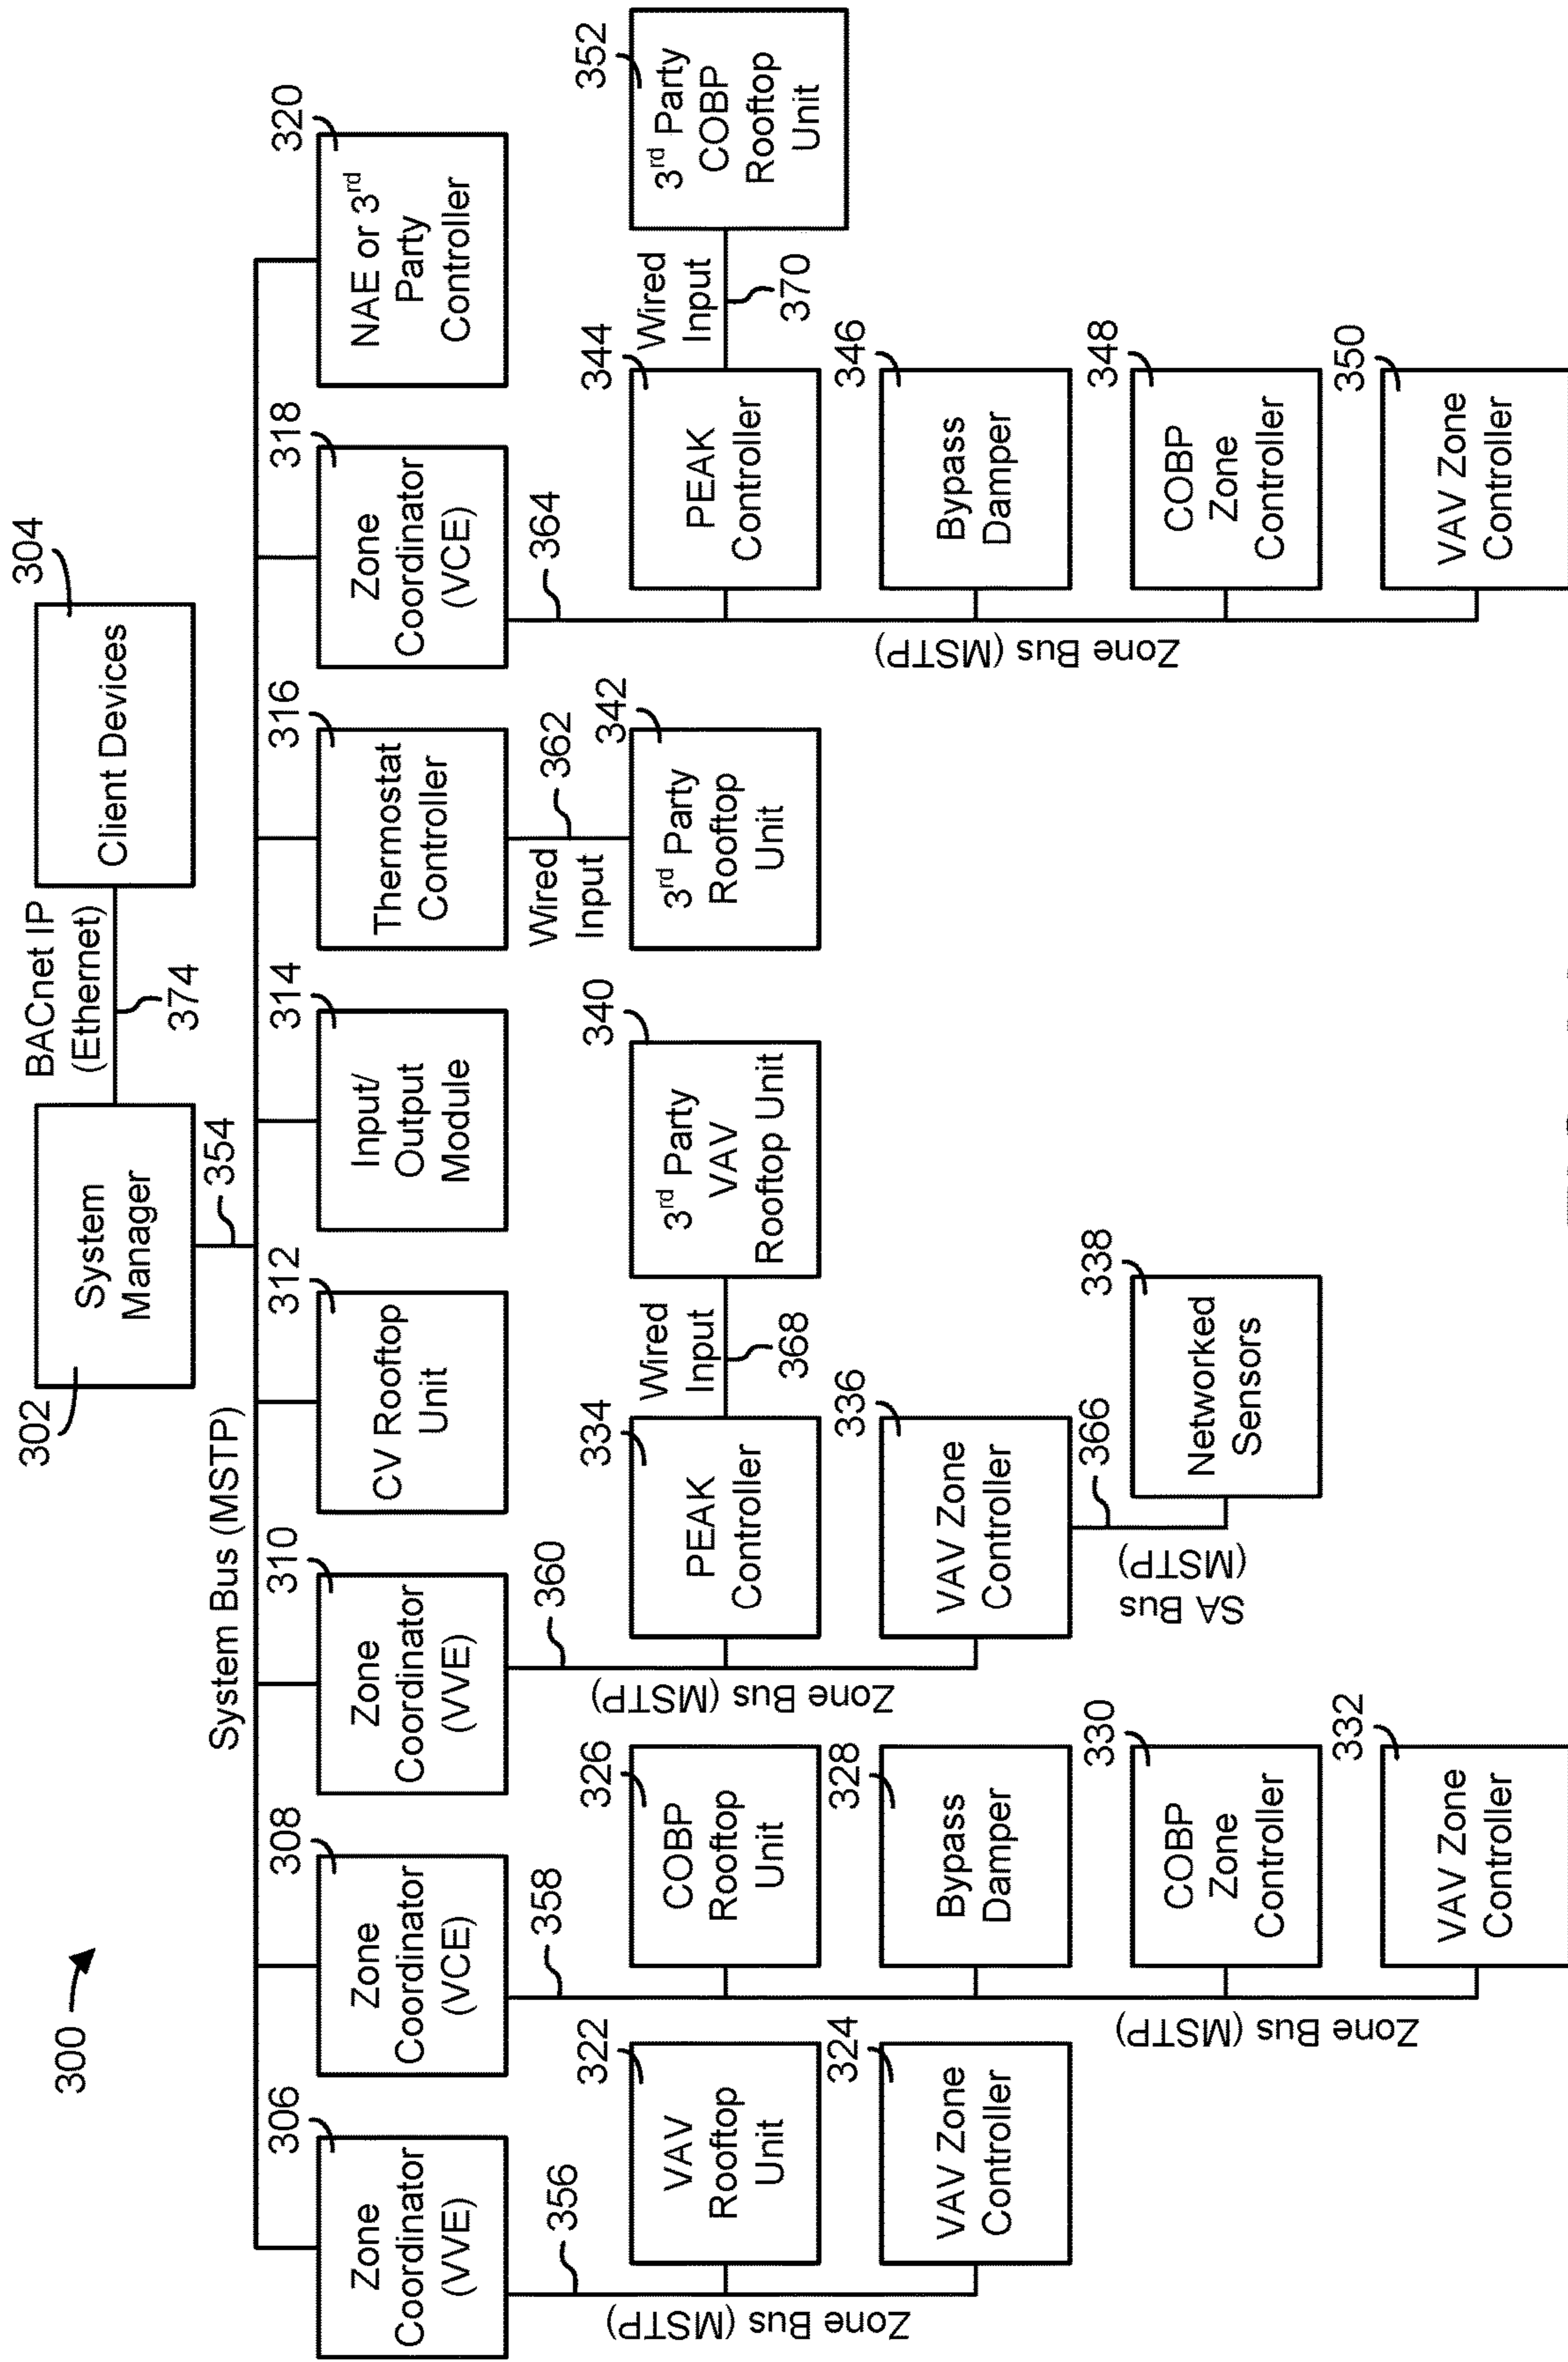 300
302
System
Manager
BACnet IP
(Ethernet)
374
304
Client Devices
354
System Bus (MSTP)
306
Zone
Coordinator
(VVE)
308
Zone
Coordinator
(VCE)
310
Zone
Coordinator
(VVE)
312
CV Rooftop
Unit
314
Input/
Output
Module
316
Thermostat
Controller
318
Zone
Coordinator
(VCE)
320
NAE or 3rd
Party
Controller
356
Zone Bus (MSTP)
322
VAV
Rooftop
Unit
324
VAV Zone
Controller
358
Zone Bus (MSTP)
326
COBP
Rooftop
Unit
328
Bypass
Damper
330
COBP
Zone
Controller
332
VAV Zone
Controller
360
Zone Bus (MSTP)
334
PEAK
Controller
Wired
Input
368
340
3rd Party
VAV
Rooftop Unit
336
VAV Zone
Controller
366
SA Bus
(MSTP)
338
Networked
Sensors
362
Wired
Input
342
3rd Party
Rooftop
Unit
364
Zone Bus (MSTP)
344
PEAK
Controller
Wired
Input
370
352
3rd Party
COBP
Rooftop
Unit
346
Bypass
Damper
348
COBP
Zone
Controller
350
VAV Zone
Controller